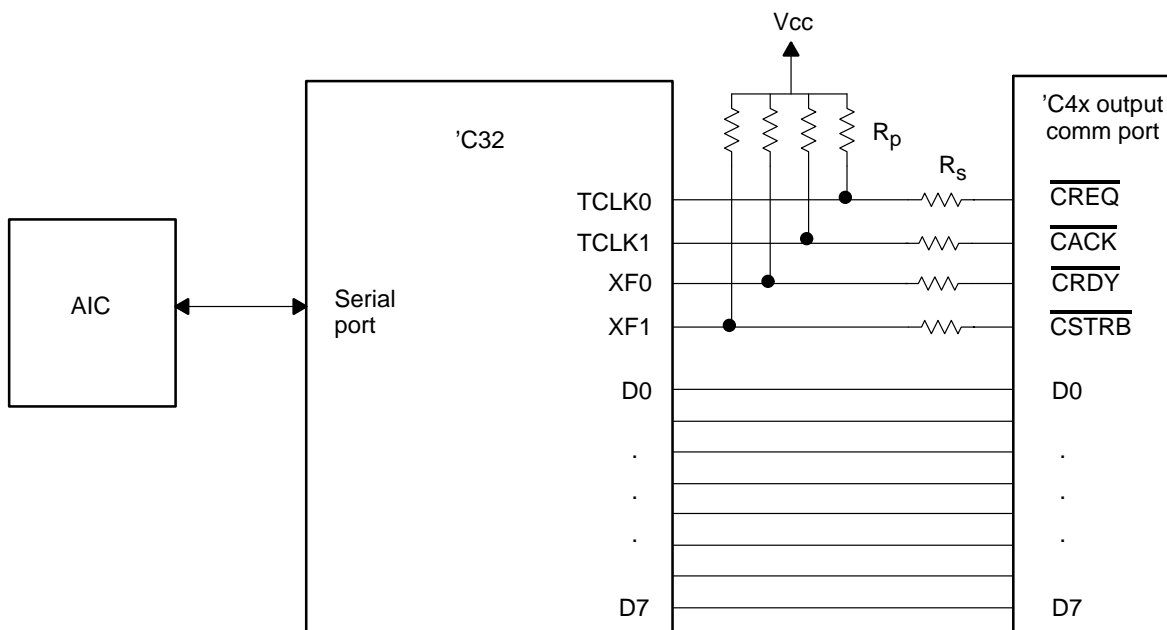 Vcc
'C4x output
comm port
'C32
Rp
Rs
TCLK0
CREQ
TCLK1
CACK
AIC
Serial
port
XF0
CRDY
XF1
CSTRB
D0
D0
.
.
.
.
.
.
D7
D7